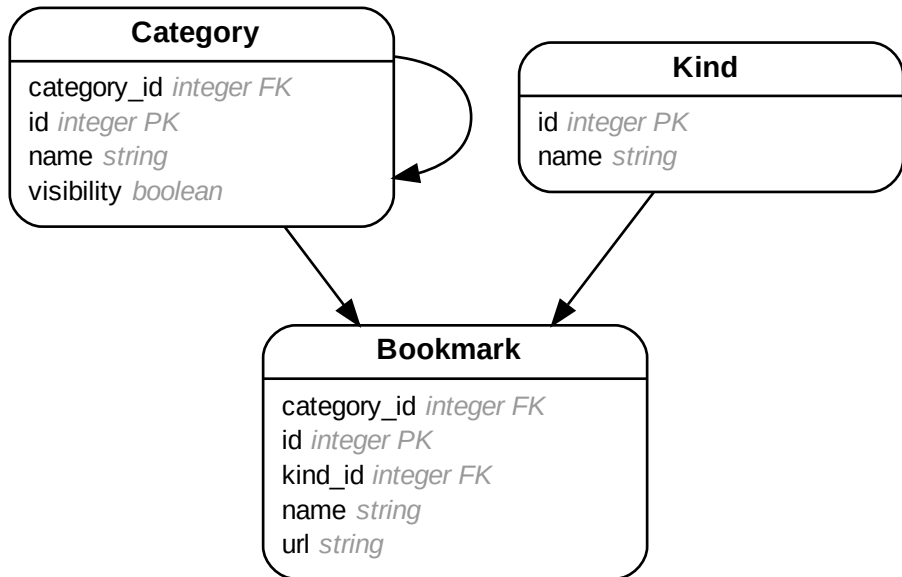 Category
category_id integer FK
id integer PK
name string
visibility boolean
Kind
id integer PK
name string
Bookmark
category_id integer FK
id integer PK
kind_id integer FK
name string
url string